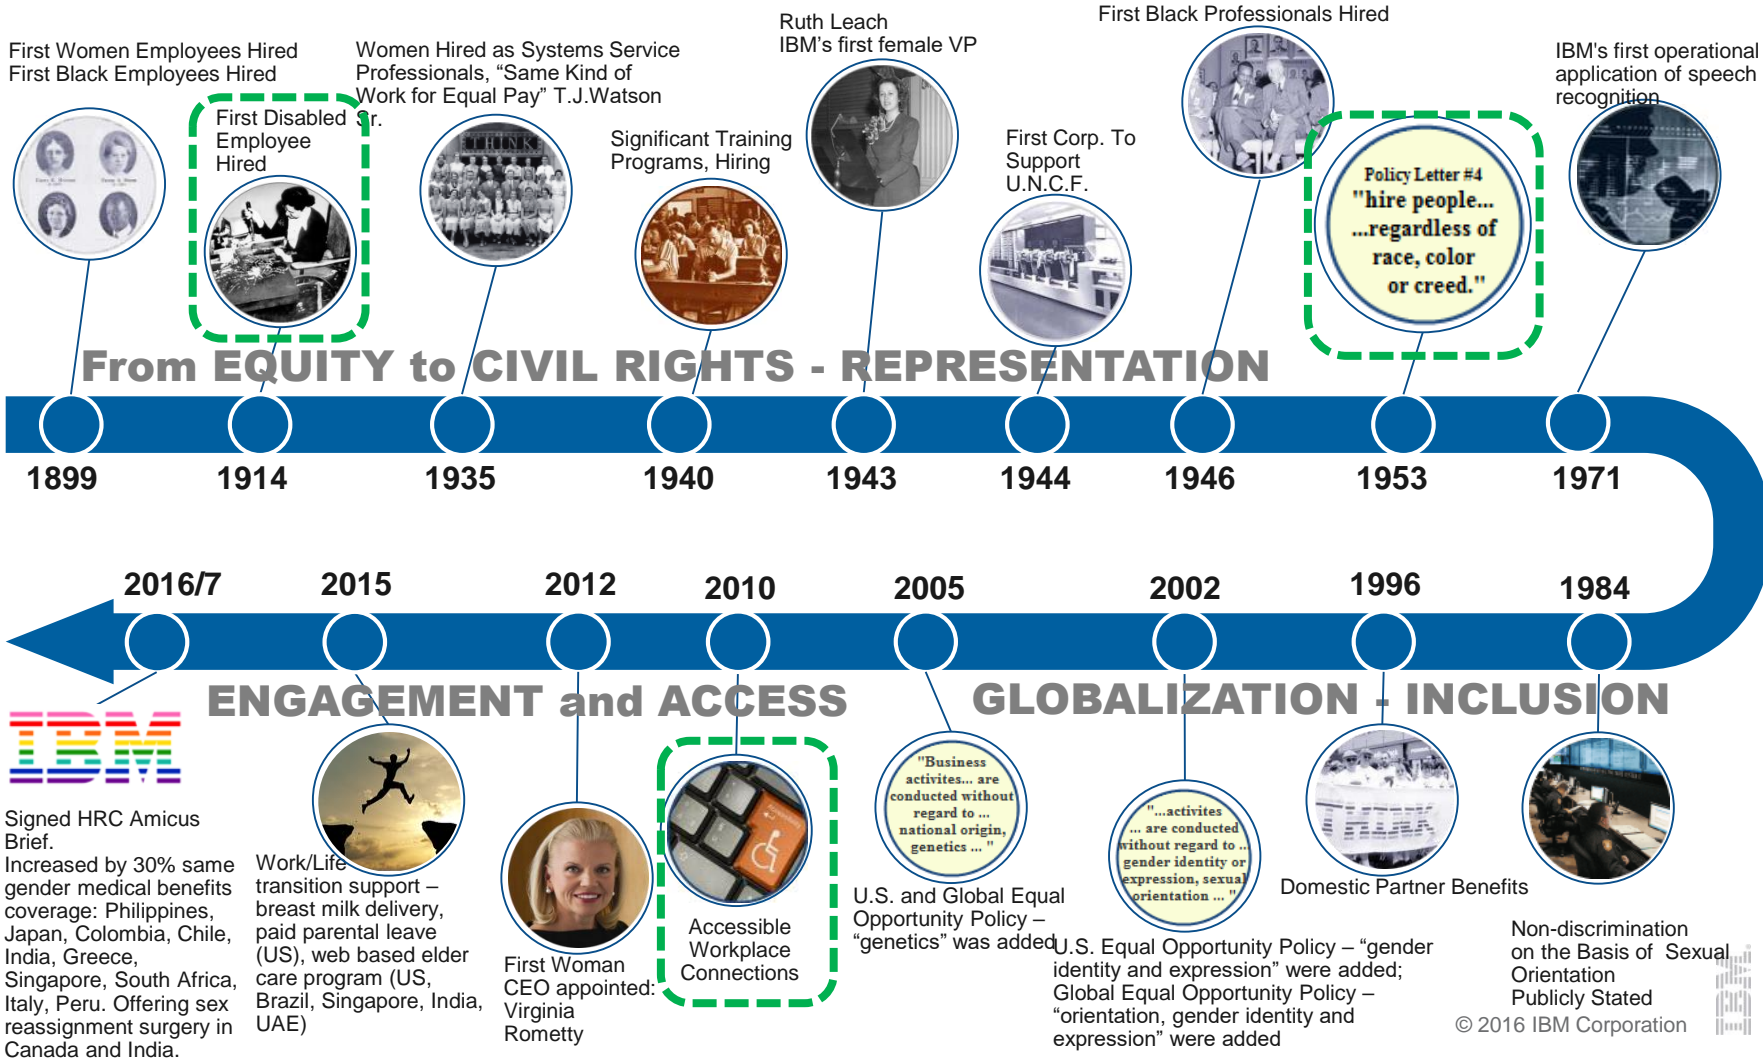 First Women Employees Hired
First Black Employees Hired
First Disabled
Employee
Hired
Women Hired as Systems Service
Professionals, “Same Kind of
Work for Equal Pay” T.J.Watson
Sr.
THINK
Significant Training
Programs, Hiring
Ruth Leach
IBM’s first female VP
First Corp. To
Support
U.N.C.F.
First Black Professionals Hired
Policy Letter #4
"hire people...
...regardless of
race, color
or creed."
IBM's first operational
application of speech
recognition
From EQUITY to CIVIL RIGHTS - REPRESENTATION
1899
1914
1935
1940
1943
1944
1946
1953
1971
2016/7
2015
2012
2010
2005
2002
1996
1984
ENGAGEMENT and ACCESS
GLOBALIZATION - INCLUSION
IBM
Signed HRC Amicus
Brief.
Increased by 30% same
gender medical benefits
coverage: Philippines,
Japan, Colombia, Chile,
India, Greece,
Singapore, South Africa,
Italy, Peru. Offering sex
reassignment surgery in
Canada and India.
Work/Life
transition support –
breast milk delivery,
paid parental leave
(US), web based elder
care program (US,
Brazil, Singapore, India,
UAE)
First Woman
CEO appointed:
Virginia
Rometty
Accessible
Workplace
Connections
"Business
activites... are
conducted without
regard to ...
national origin,
genetics ... "
U.S. and Global Equal
Opportunity Policy –
“genetics” was added
"...activites
... are conducted
without regard to ..
gender identity or
expression, sexual
orientation ... "
U.S. Equal Opportunity Policy – “gender
identity and expression” were added;
Global Equal Opportunity Policy –
“orientation, gender identity and
expression” were added
THINK
Domestic Partner Benefits
Non-discrimination
on the Basis of Sexual
Orientation
Publicly Stated
© 2016 IBM Corporation
IBM